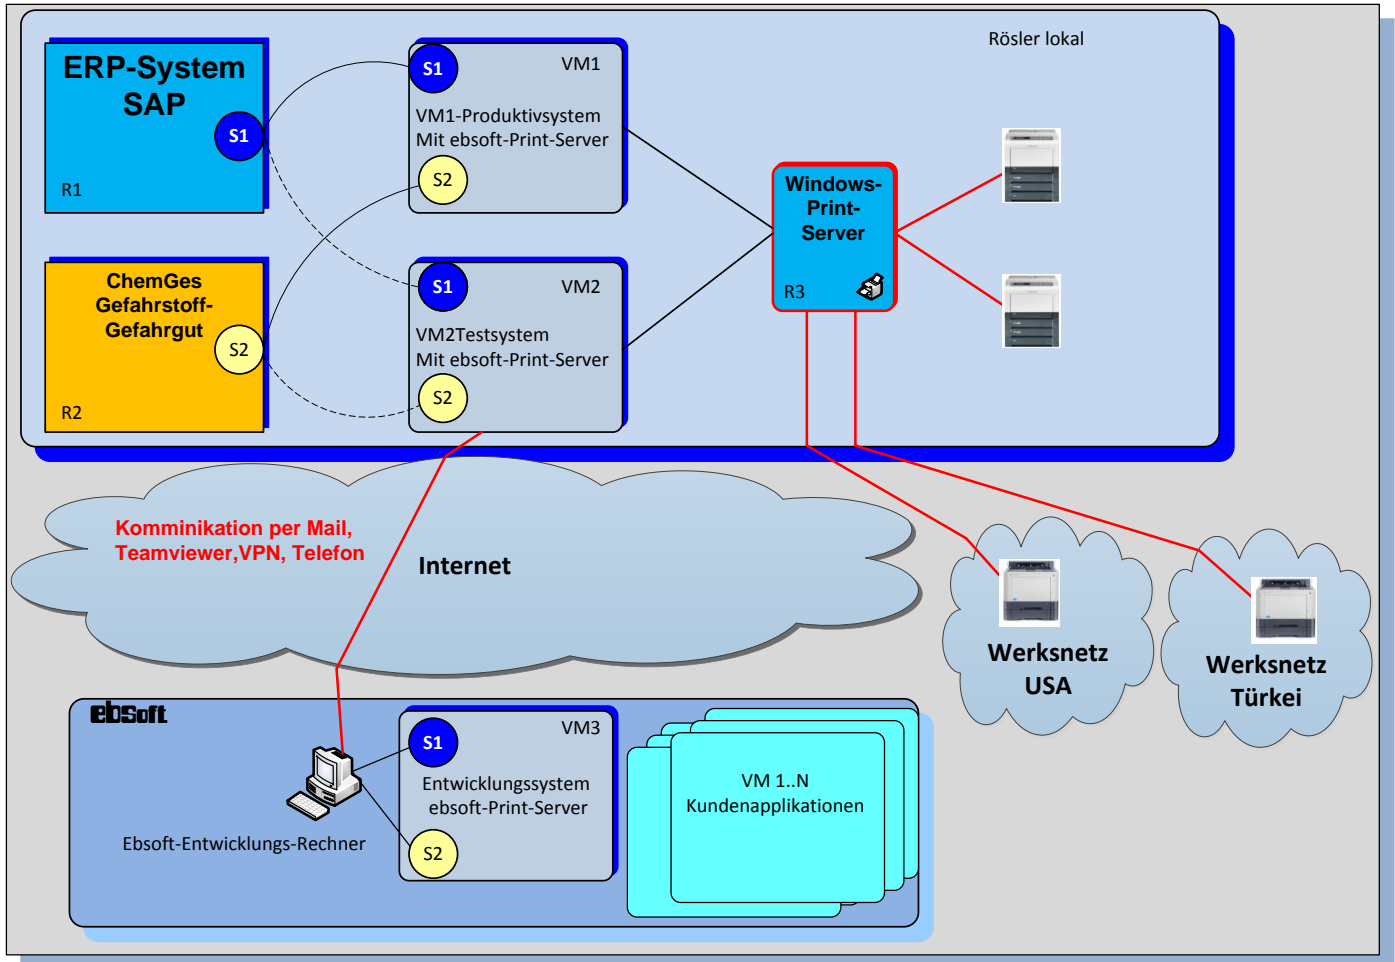 Rösler lokal
ERP-System
SAP
S1
R1
S1
VM1
VM1-Produktivsystem
Mit ebsoft-Print-Server
S2
Windows-
Print-
Server
R3
ChemGes
Gefahrstoff-
Gefahrgut
S2
R2
S1
VM2
VM2Testsystem
Mit ebsoft-Print-Server
S2
Komminikation per Mail,
Teamviewer,VPN, Telefon
Internet
Werksnetz
USA
Werksnetz
Türkei
ebsoft
Ebsoft-Entwicklungs-Rechner
S1
VM3
Entwicklungssystem
ebsoft-Print-Server
S2
VM 1..N
Kundenapplikationen